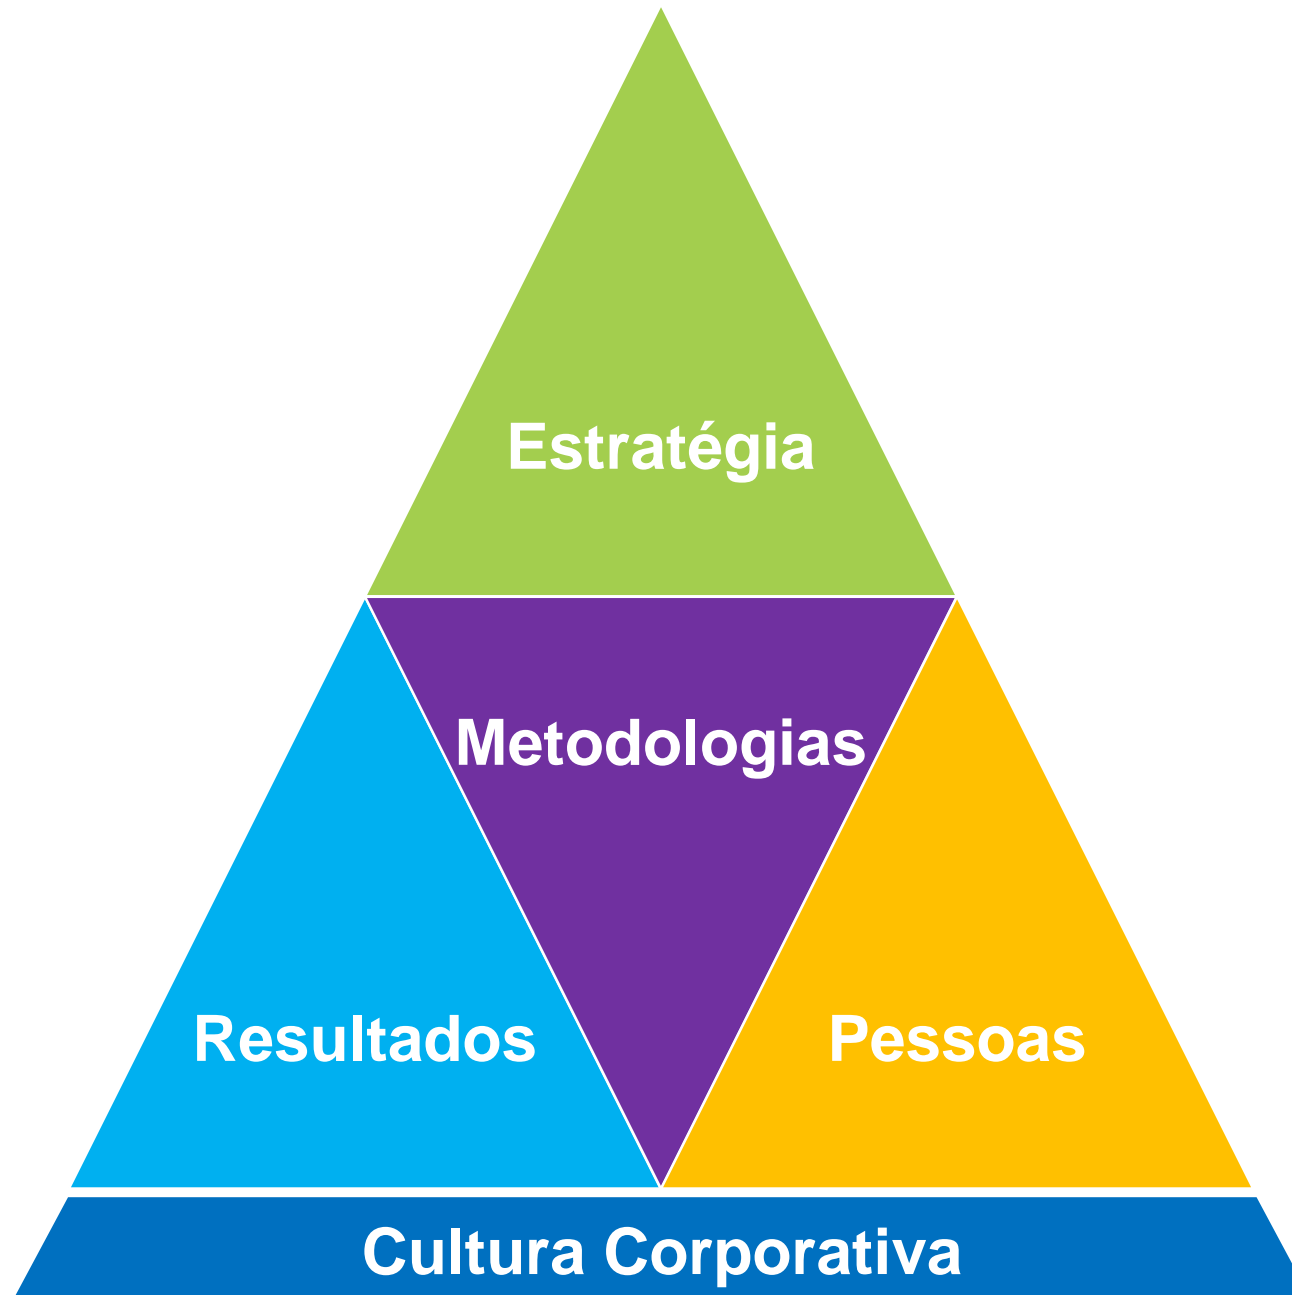 Estratégia
Metodologias
Resultados
Pessoas
Cultura Corporativa